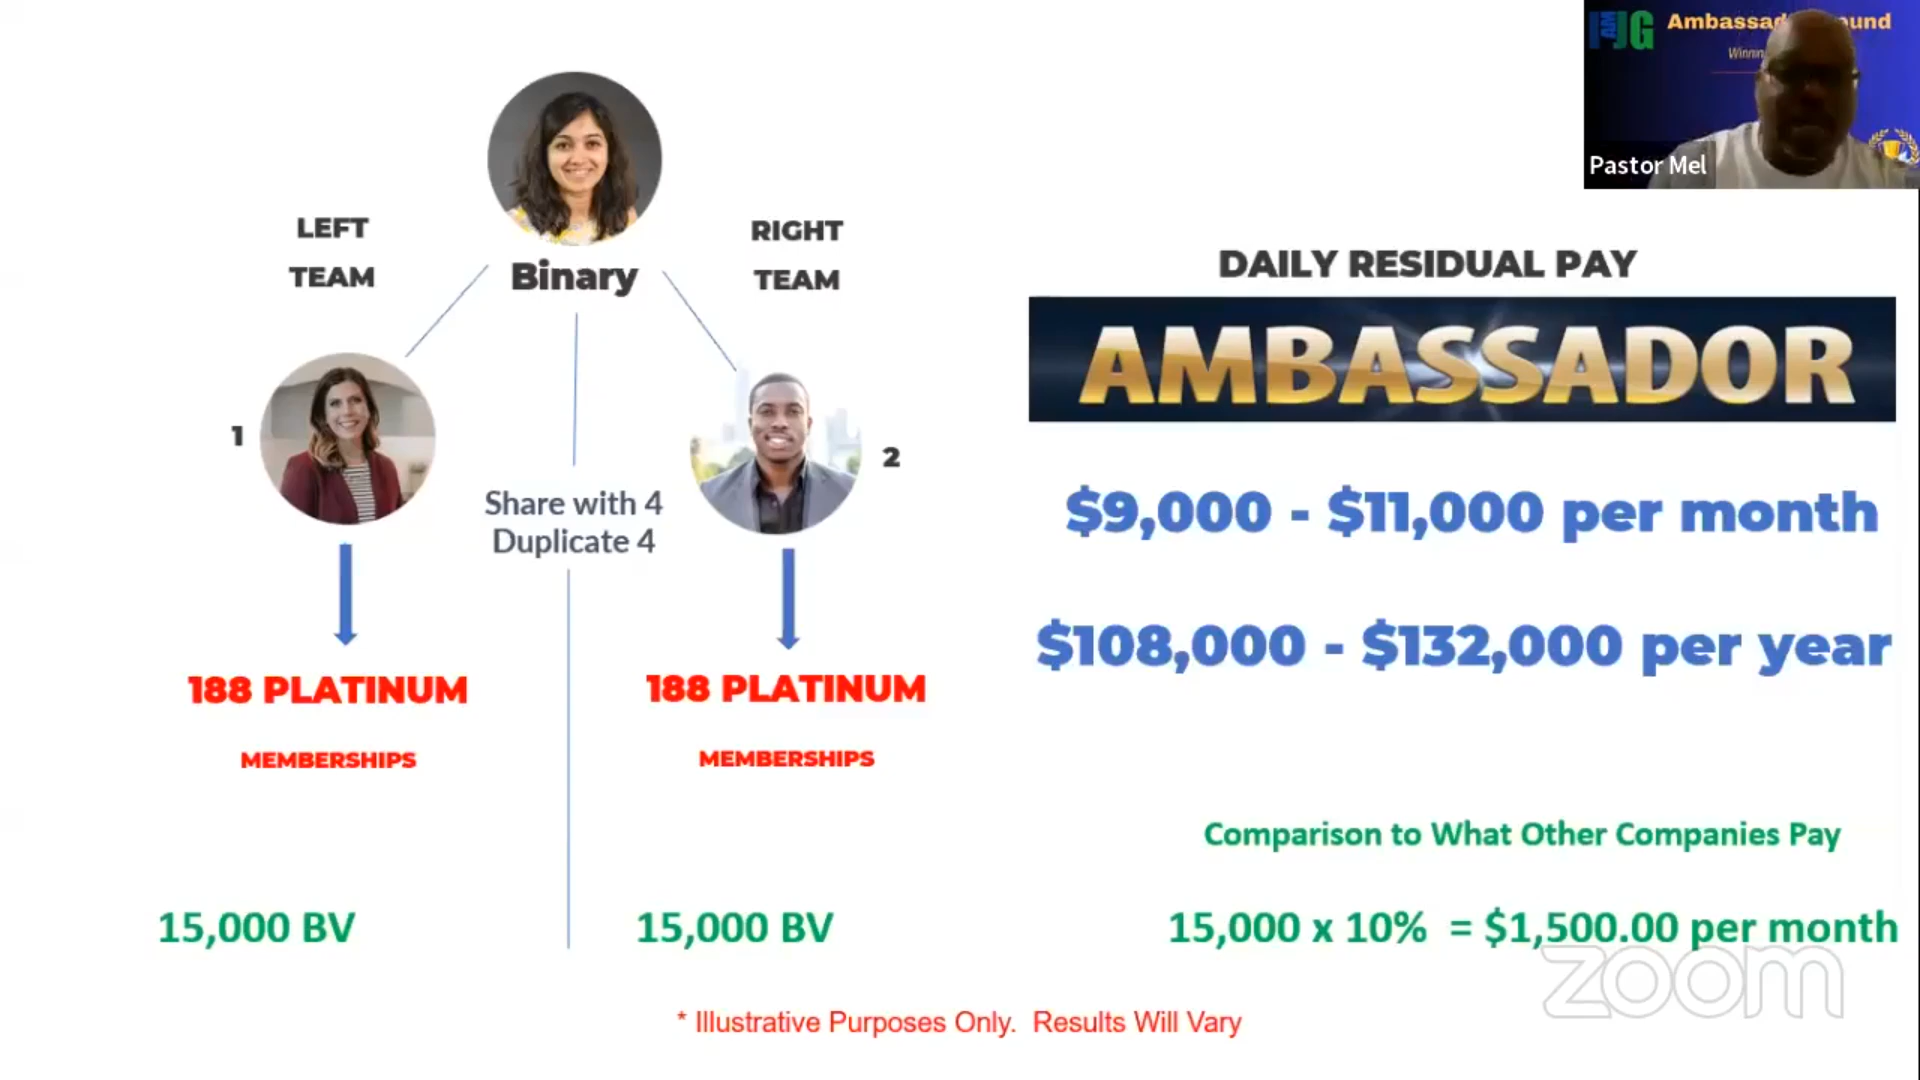 Pastor Mel
LEFT
TEAM
Binary
RIGHT
TEAM
1
2
Share with 4
Duplicate 4
188 PLATINUM
MEMBERSHIPS
188 PLATINUM
MEMBERSHIPS
15,000 BV
15,000 BV
DAILY RESIDUAL PAY
AMBASSADOR
$9,000 - $11,000 per month
$108,000 - $132,000 per year
Comparison to What Other Companies Pay
15,000 x 10% = $1,500.00 per month
zoom
* Illustrative Purposes Only. Results Will Vary